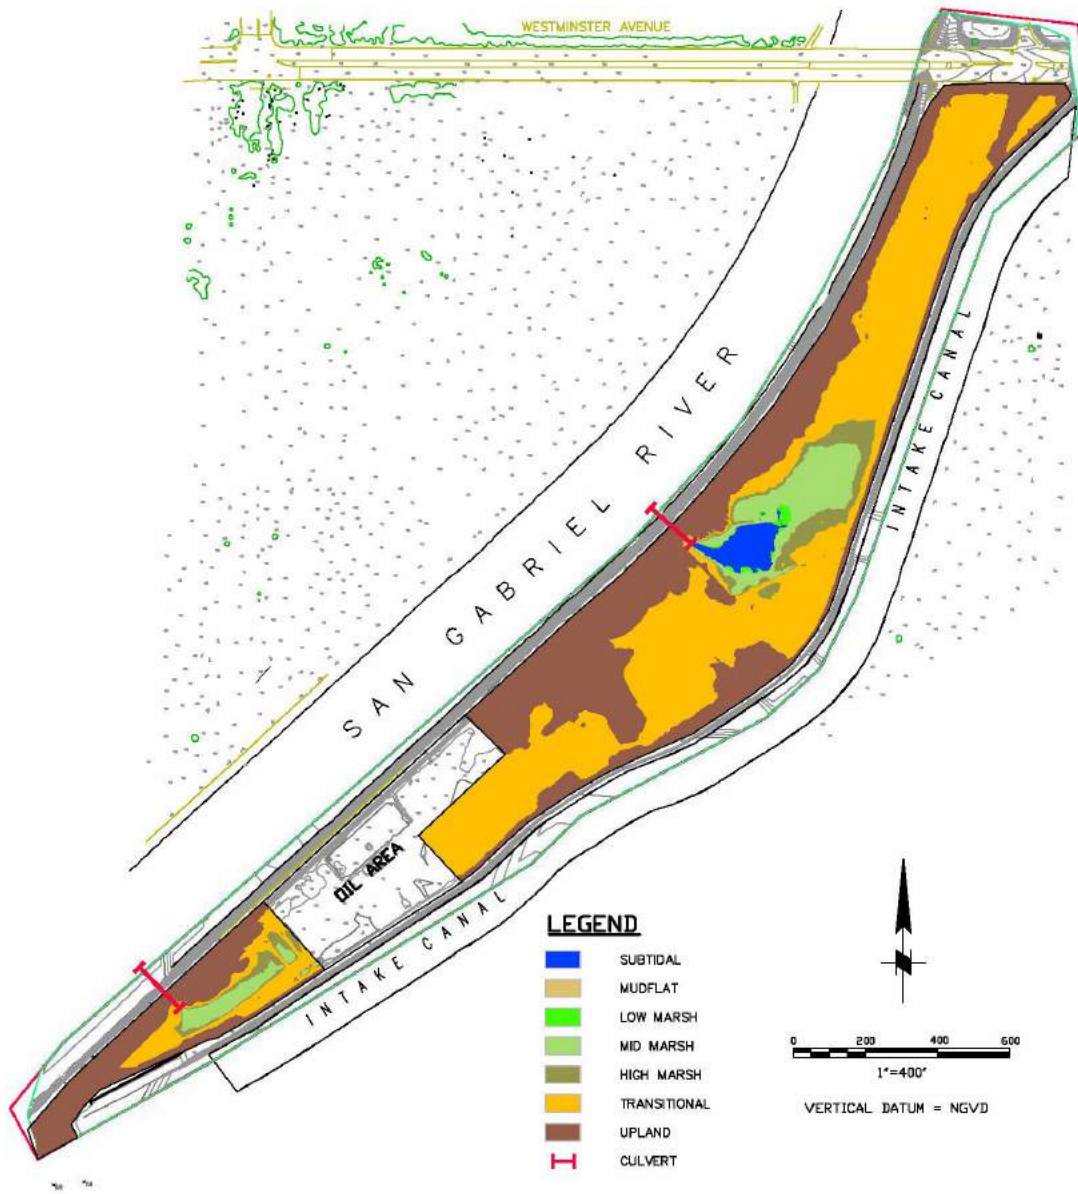 WESTMINSTER AVENUE
SAN GABRIEL RIVER
INTAKE CANAL
OIL AREA
INTAKE CANAL
LEGEND
SUBTIDAL
MUDFLAT
LOW MARSH
MID MARSH
HIGH MARSH
TRANSITIONAL
UPLAND
CULVERT
0 200 400 600
1"=400'
VERTICAL DATUM = NGVD